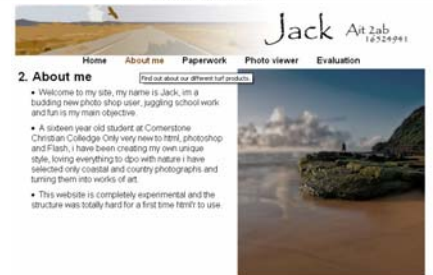 Jack Ait 2ab
16524941
Home About me Paperwork Photo viewer Evaluation
Find out about our different turf products.
2. About me
• Welcome to my site, my name is Jack, im a
budding new photo shop user, juggling school work
and fun is my main objective.
• A sixteen year old student at Cornerstone
Christian Colledge Only very new to html, photoshop
and Flash, i have been creating my own unique
style, loving everything to dpo with nature i have
selected only coastal and country photographs and
turning them into works of art.
• This website is completely experimental and the
structure was totally hard for a first time html'r to use.